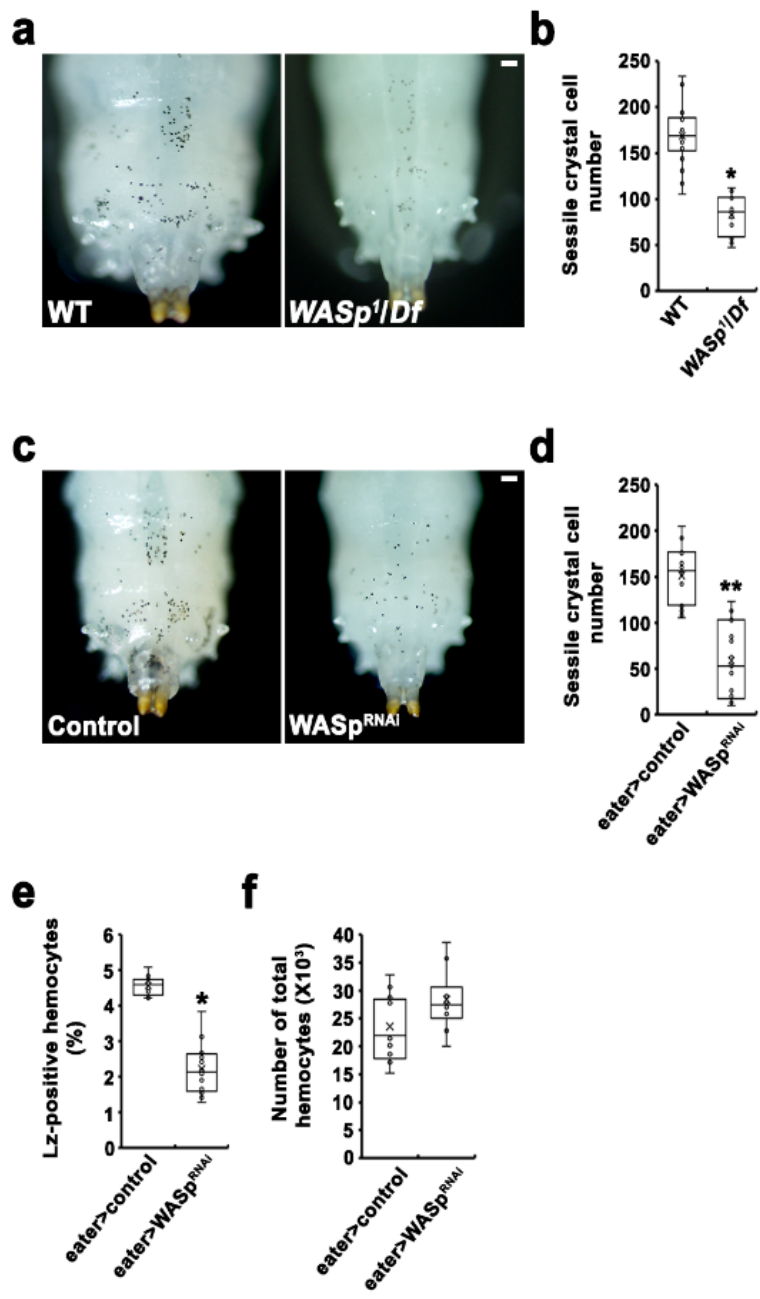 a
WT
WASp¹/Df
b
Sessile crystal cell
number
250
200
150
100
50
0
*
WT
WASp¹/Df
c
Control
WASpᴿᴺᴬⁱ
d
Sessile crystal cell
number
250
200
150
100
50
0
**
eater>control
eater>WASpᴿᴺᴬⁱ
e
Lz-positive hemocytes
(%)
6
5
4
3
2
1
0
*
eater>control
eater>WASpᴿᴺᴬⁱ
f
Number of total
hemocytes (X10³)
40
35
30
25
20
15
10
5
0
eater>control
eater>WASpᴿᴺᴬⁱ